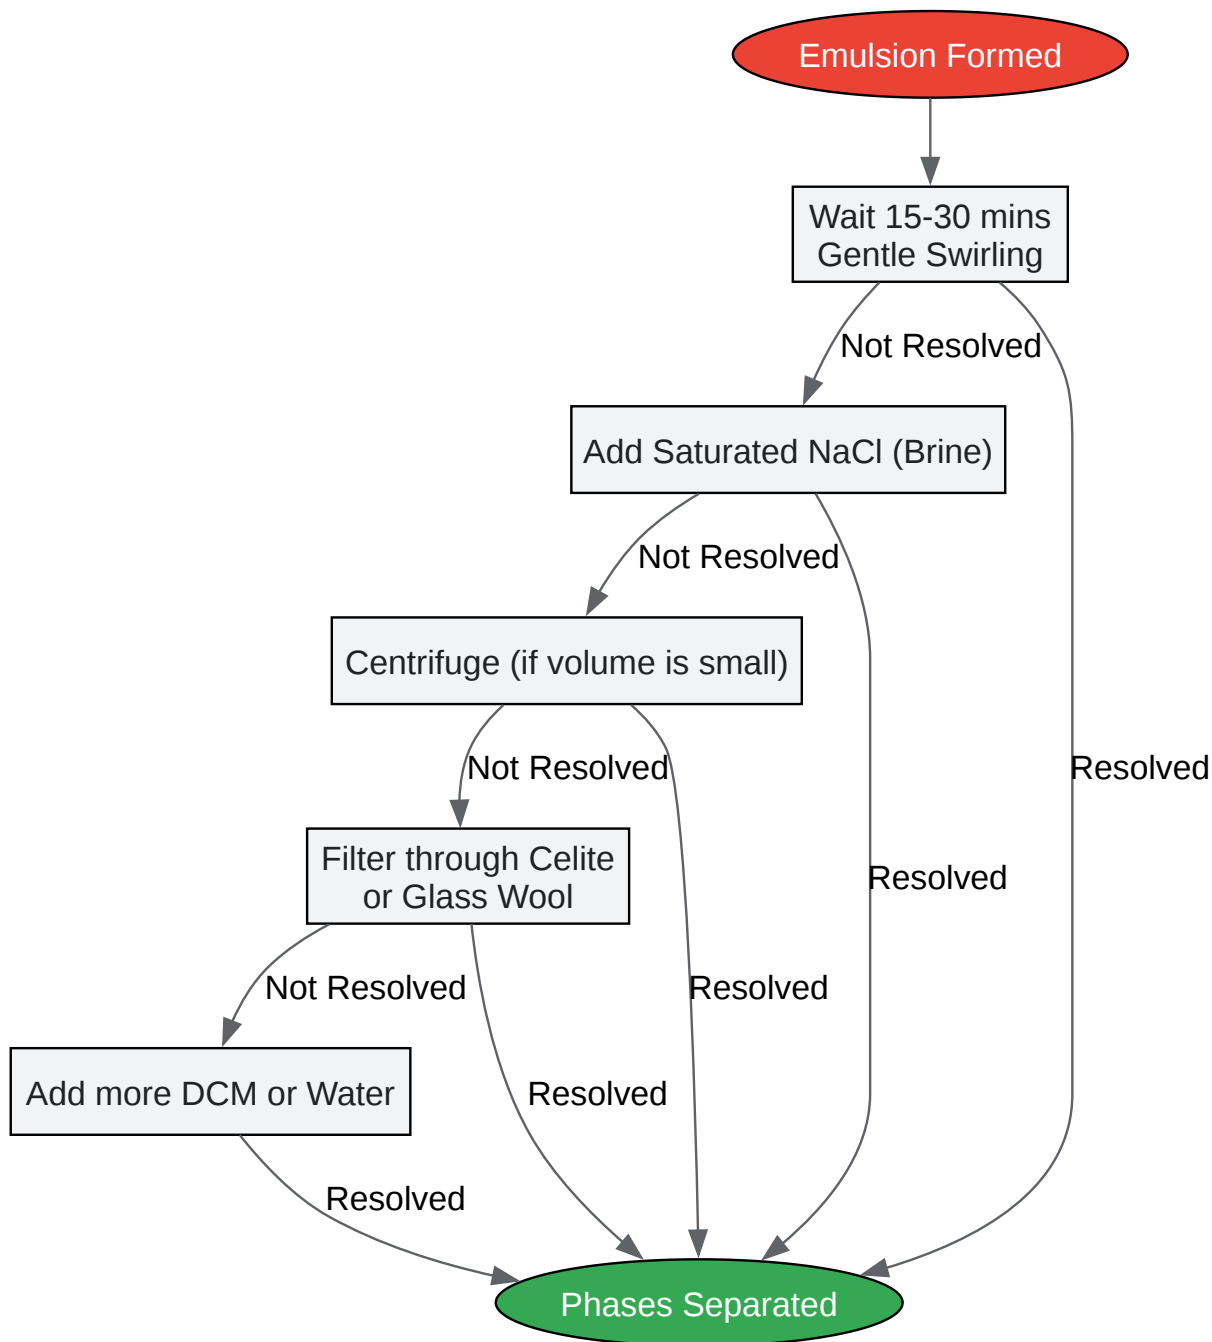 Emulsion Formed
Wait 15-30 mins
Gentle Swirling
Not Resolved
Add Saturated NaCl (Brine)
Not Resolved
Centrifuge (if volume is small)
Not Resolved
Resolved
Filter through Celite
or Glass Wool
Resolved
Not Resolved
Resolved
Add more DCM or Water
Resolved
Resolved
Phases Separated